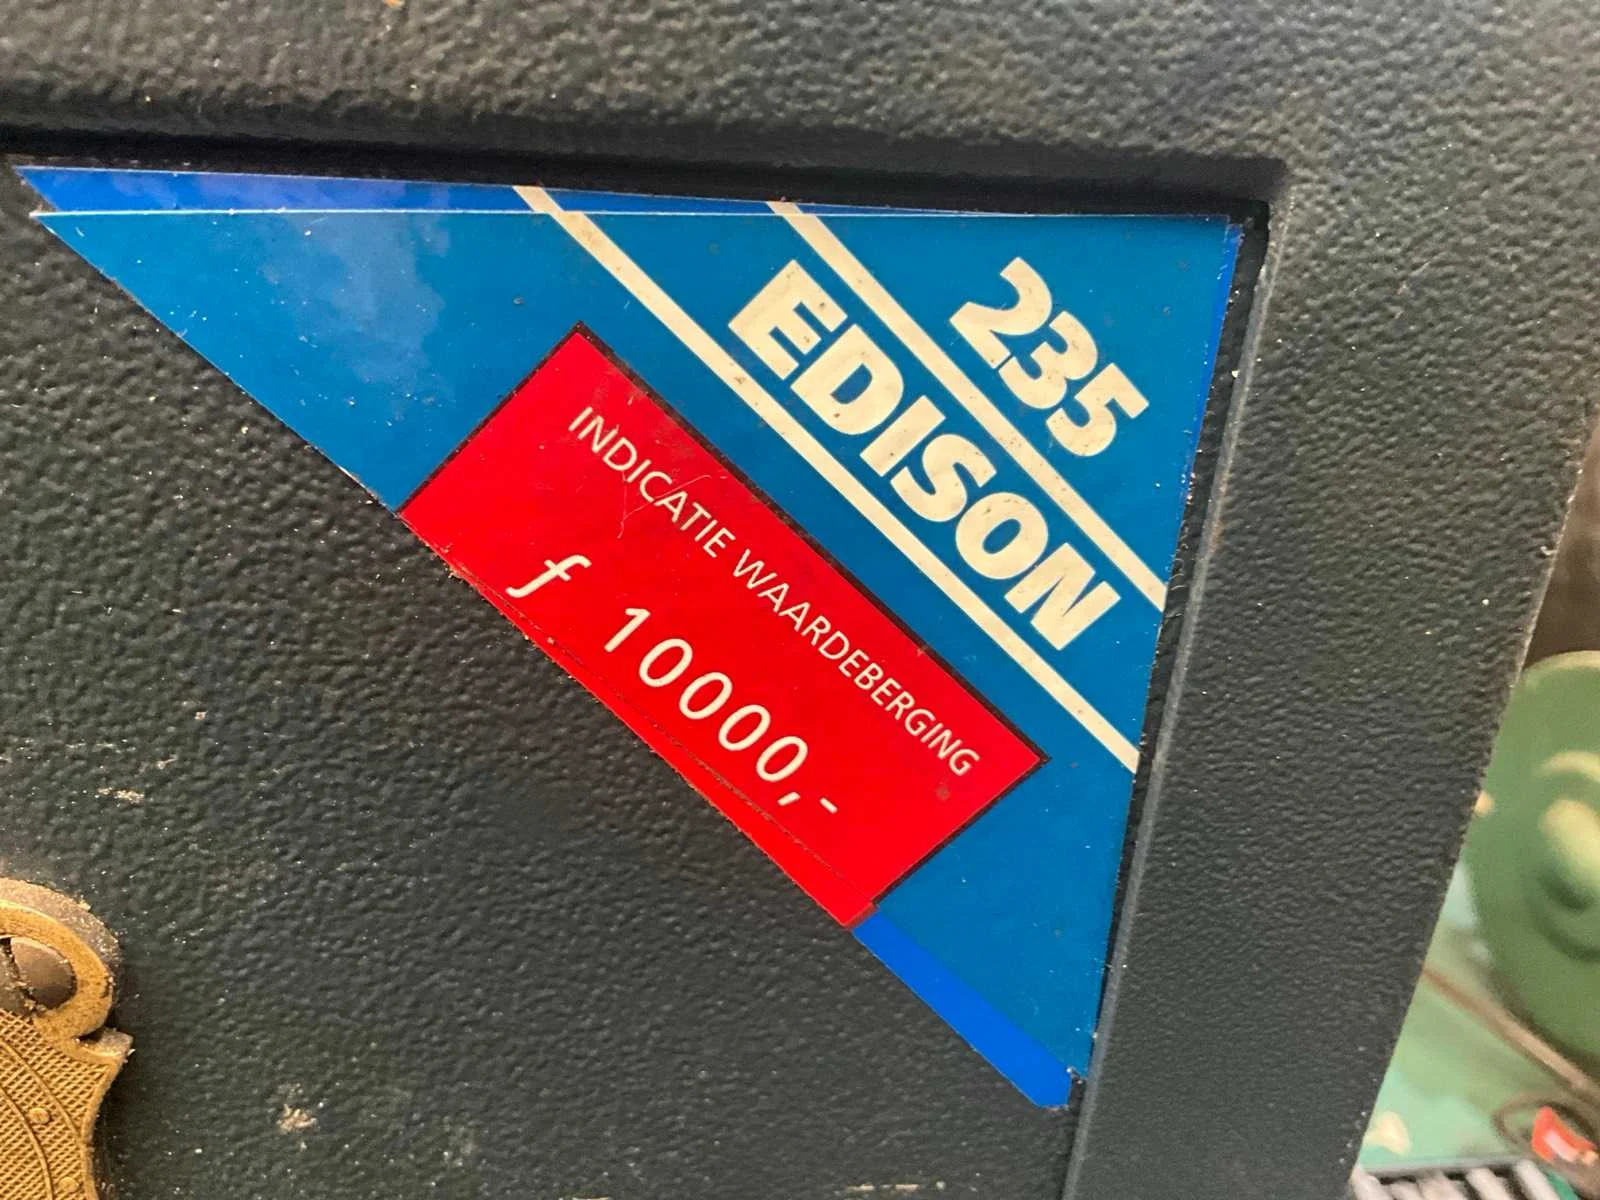 235
EDISON
INDICATIE WAARDEBERGING
ƒ 10000,-